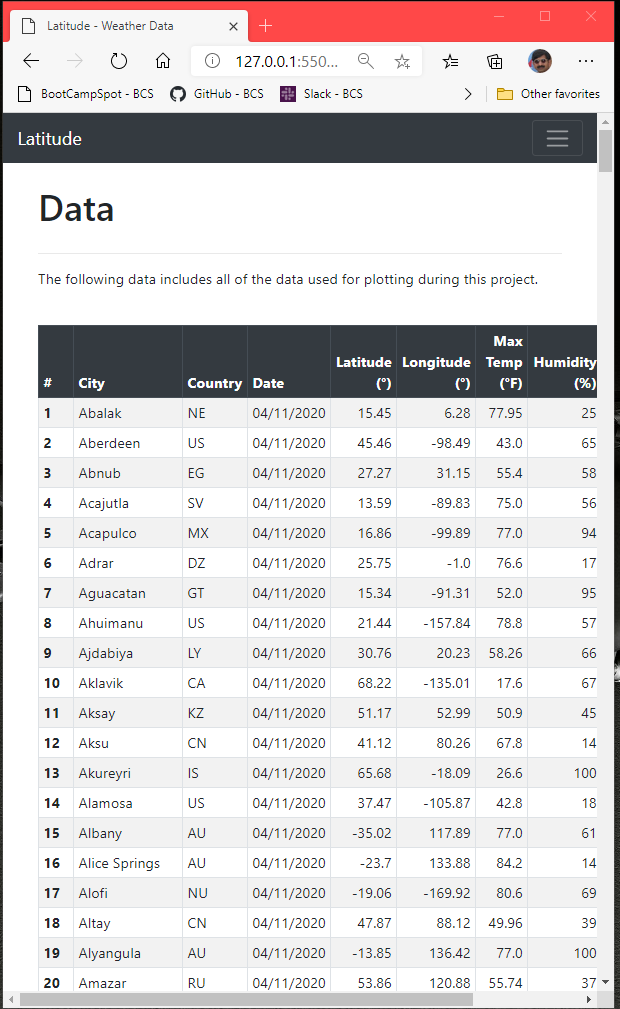 Latitude - Weather Data
127.0.0.1:550...
BootCampSpot - BCS GitHub - BCS Slack - BCS Other favorites
Latitude
Data
The following data includes all of the data used for plotting during this project.
# City Country Date Latitude (°) Longitude (°) Max Temp (°F) Humidity (%)
1 Abalak NE 04/11/2020 15.45 6.28 77.95 25
2 Aberdeen US 04/11/2020 45.46 -98.49 43.0 65
3 Abnub EG 04/11/2020 27.27 31.15 55.4 58
4 Acajutla SV 04/11/2020 13.59 -89.83 75.0 56
5 Acapulco MX 04/11/2020 16.86 -99.89 77.0 94
6 Adrar DZ 04/11/2020 25.75 -1.0 76.6 17
7 Aguacatan GT 04/11/2020 15.34 -91.31 52.0 95
8 Ahuimanu US 04/11/2020 21.44 -157.84 78.8 57
9 Ajdabiya LY 04/11/2020 30.76 20.23 58.26 66
10 Aklavik CA 04/11/2020 68.22 -135.01 17.6 67
11 Aksay KZ 04/11/2020 51.17 52.99 50.9 45
12 Aksu CN 04/11/2020 41.12 80.26 67.8 14
13 Akureyri IS 04/11/2020 65.68 -18.09 26.6 100
14 Alamosa US 04/11/2020 37.47 -105.87 42.8 18
15 Albany AU 04/11/2020 -35.02 117.89 77.0 61
16 Alice Springs AU 04/11/2020 -23.7 133.88 84.2 14
17 Alofi NU 04/11/2020 -19.06 -169.92 80.6 69
18 Altay CN 04/11/2020 47.87 88.12 49.96 39
19 Alyangula AU 04/11/2020 -13.85 136.42 77.0 100
20 Amazar RU 04/11/2020 53.86 120.88 55.74 37